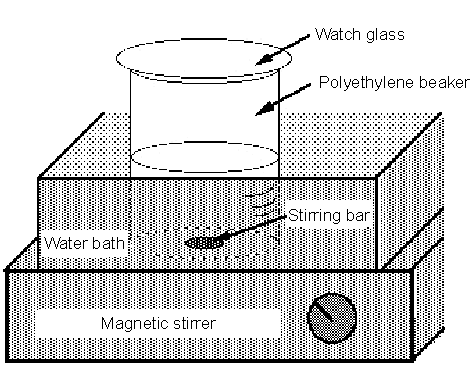 Watch glass
Polyethylene beaker
Stirring bar
Water bath
Magnetic stirrer